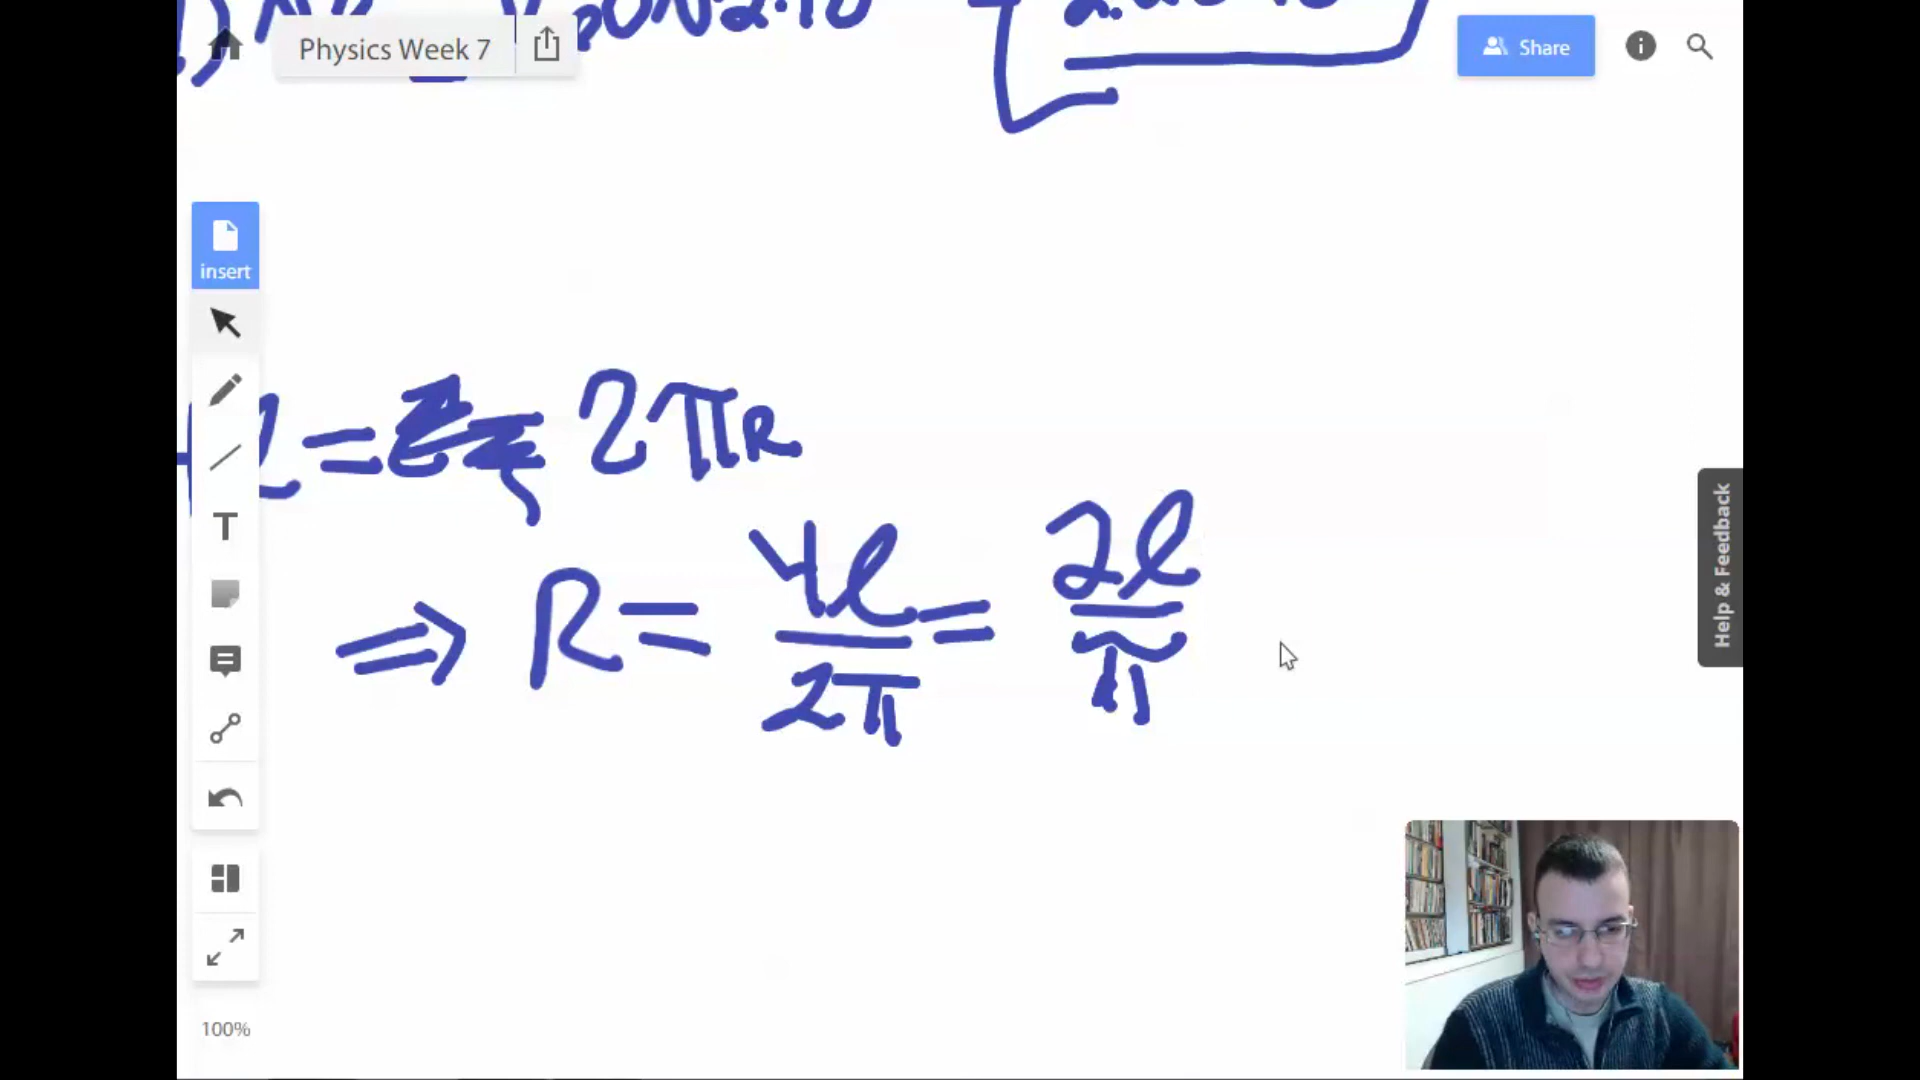 Physics Week 7
Share
insert
= 2πR
⇒ R = 4l/2π = 2l/π
T
Help & Feedback
100%